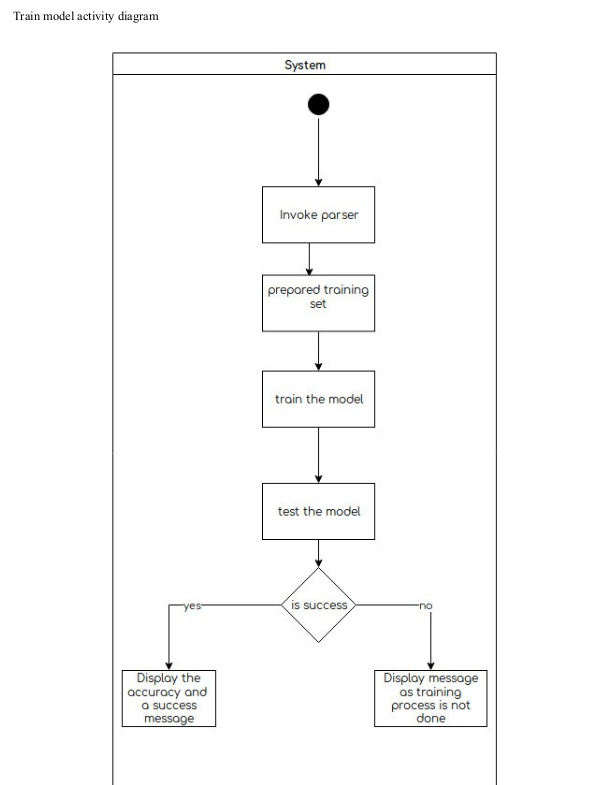 Train model activity diagram
System
Invoke parser
prepared training
set
train the model
test the model
is success
yes
no
Display the
accuracy and
a success
message
Display message
as training
process is not
done